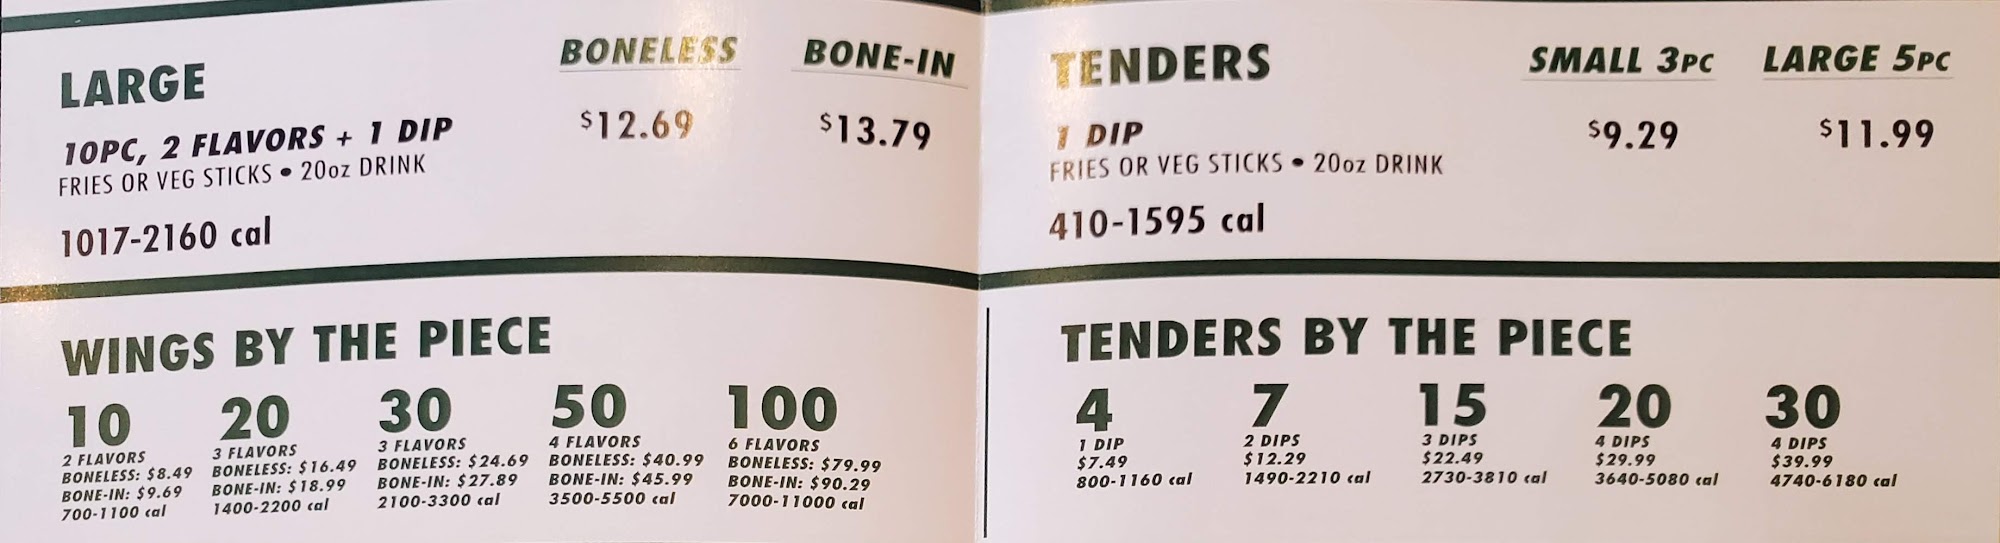 LARGE
BONELESS
BONE-IN
10PC, 2 FLAVORS + 1 DIP
$12.69
$13.79
FRIES OR VEG STICKS • 20oz DRINK
1017-2160 cal
TENDERS
SMALL 3PC
LARGE 5PC
1 DIP
$9.29
$11.99
FRIES OR VEG STICKS • 20oz DRINK
410-1595 cal
WINGS BY THE PIECE
10
2 FLAVORS
BONELESS: $8.49
BONE-IN: $9.69
700-1100 cal
20
3 FLAVORS
BONELESS: $16.49
BONE-IN: $18.99
1400-2200 cal
30
3 FLAVORS
BONELESS: $24.69
BONE-IN: $27.89
2100-3300 cal
50
4 FLAVORS
BONELESS: $40.99
BONE-IN: $45.99
3500-5500 cal
100
6 FLAVORS
BONELESS: $79.99
BONE-IN: $90.29
7000-11000 cal
TENDERS BY THE PIECE
4
1 DIP
$7.49
800-1160 cal
7
2 DIPS
$12.29
1490-2210 cal
15
3 DIPS
$22.49
2730-3810 cal
20
4 DIPS
$29.99
3640-5080 cal
30
4 DIPS
$39.99
4740-6180 cal